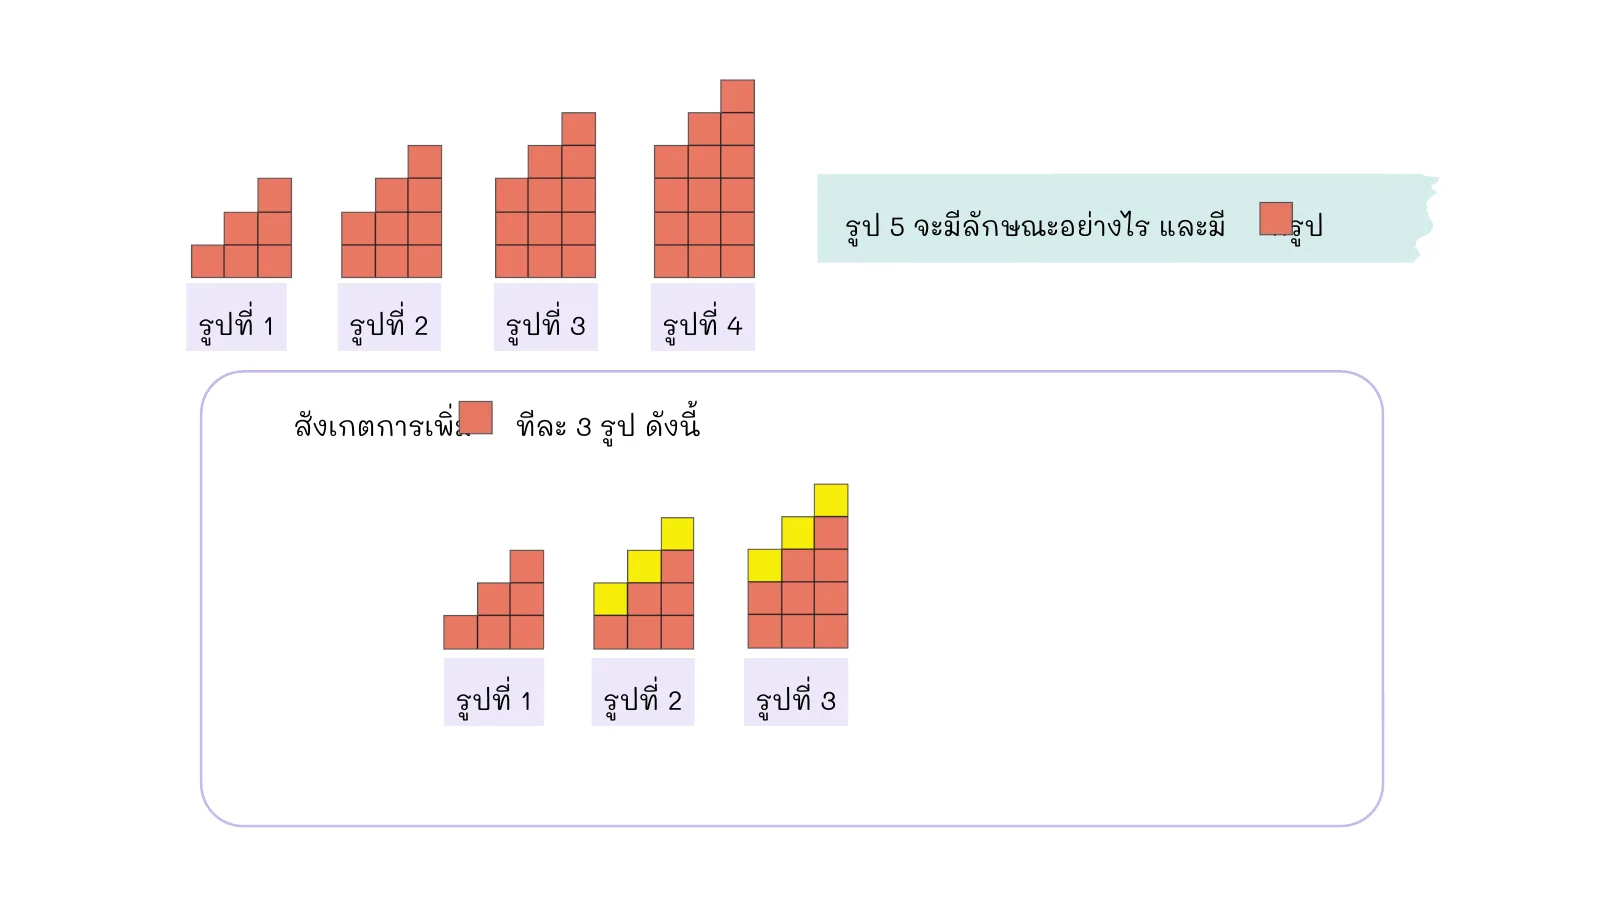 รูปที่ 1
รูปที่ 2
รูปที่ 3
รูปที่ 4
รูป 5 จะมีลักษณะอย่างไร และมี รูป
สังเกตการเพิ่ม ทีละ 3 รูป ดังนี้
รูปที่ 1
รูปที่ 2
รูปที่ 3